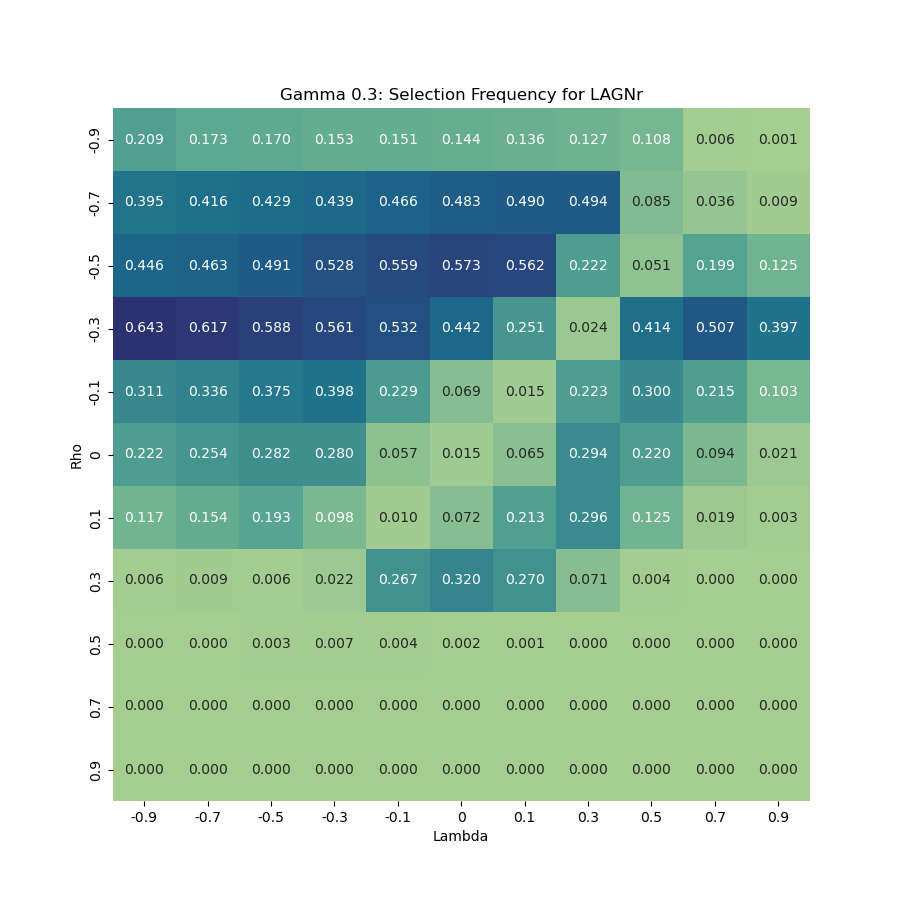 Gamma 0.3: Selection Frequency for LAGNr
Rho
-0.9 0.209 0.173 0.170 0.153 0.151 0.144 0.136 0.127 0.108 0.006 0.001
-0.7 0.395 0.416 0.429 0.439 0.466 0.483 0.490 0.494 0.085 0.036 0.009
-0.5 0.446 0.463 0.491 0.528 0.559 0.573 0.562 0.222 0.051 0.199 0.125
-0.3 0.643 0.617 0.588 0.561 0.532 0.442 0.251 0.024 0.414 0.507 0.397
-0.1 0.311 0.336 0.375 0.398 0.229 0.069 0.015 0.223 0.300 0.215 0.103
0 0.222 0.254 0.282 0.280 0.057 0.015 0.065 0.294 0.220 0.094 0.021
0.1 0.117 0.154 0.193 0.098 0.010 0.072 0.213 0.296 0.125 0.019 0.003
0.3 0.006 0.009 0.006 0.022 0.267 0.320 0.270 0.071 0.004 0.000 0.000
0.5 0.000 0.000 0.003 0.007 0.004 0.002 0.001 0.000 0.000 0.000 0.000
0.7 0.000 0.000 0.000 0.000 0.000 0.000 0.000 0.000 0.000 0.000 0.000
0.9 0.000 0.000 0.000 0.000 0.000 0.000 0.000 0.000 0.000 0.000 0.000
-0.9 -0.7 -0.5 -0.3 -0.1 0 0.1 0.3 0.5 0.7 0.9
Lambda